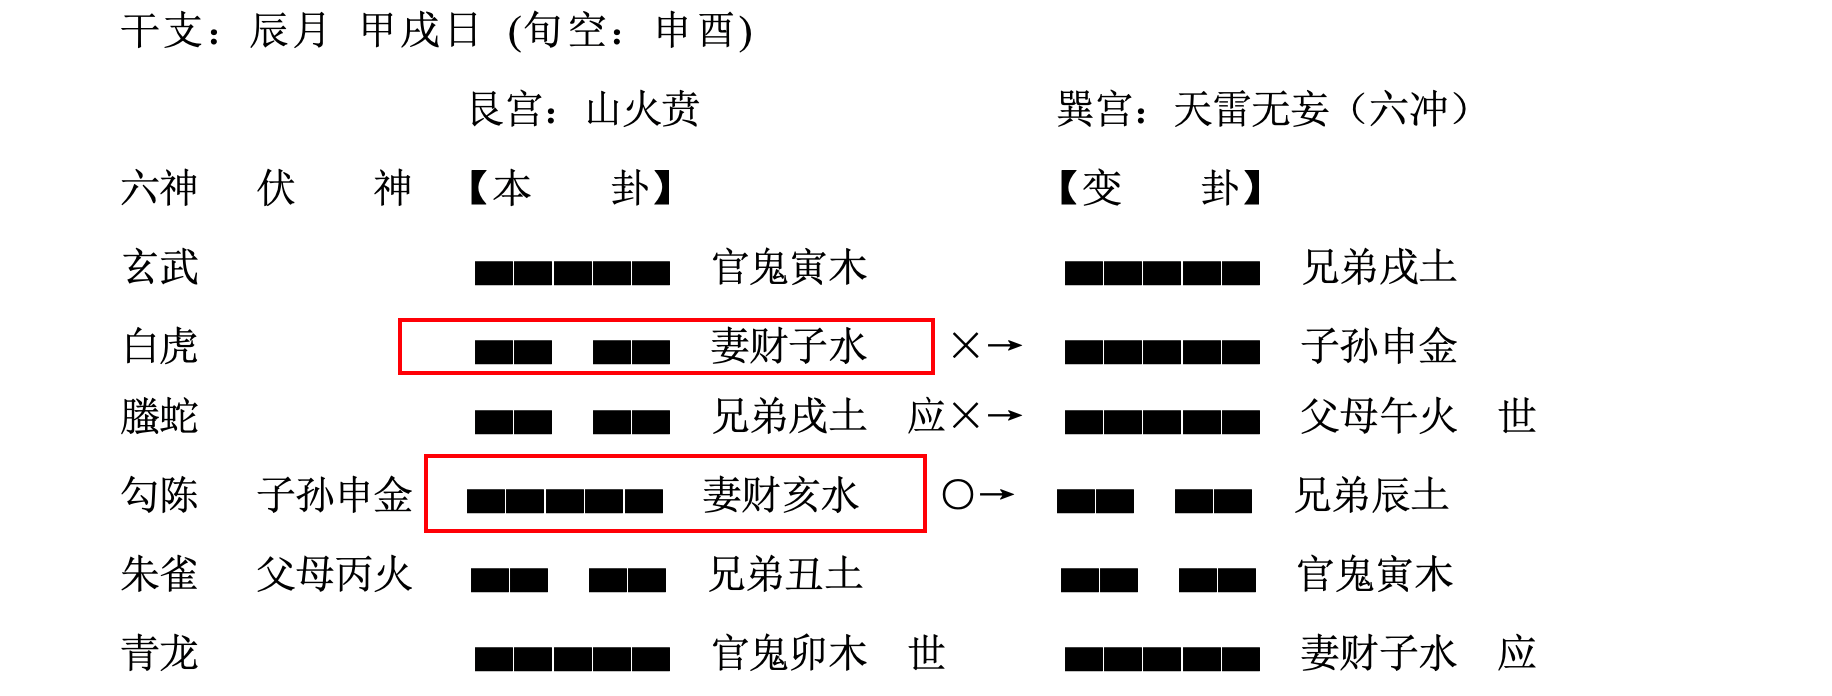 干支：辰月 甲戌日 (旬空：申酉)
艮宫：山火贲 巽宫：天雷无妄（六冲）
六神 伏 神 【本 卦】 【变 卦】
玄武 官鬼寅木 兄弟戌土
白虎 妻财子水 ×→ 子孙申金
螣蛇 兄弟戌土 应×→ 父母午火 世
勾陈 子孙申金 妻财亥水 ○→ 兄弟辰土
朱雀 父母丙火 兄弟丑土 官鬼寅木
青龙 官鬼卯木 世 妻财子水 应